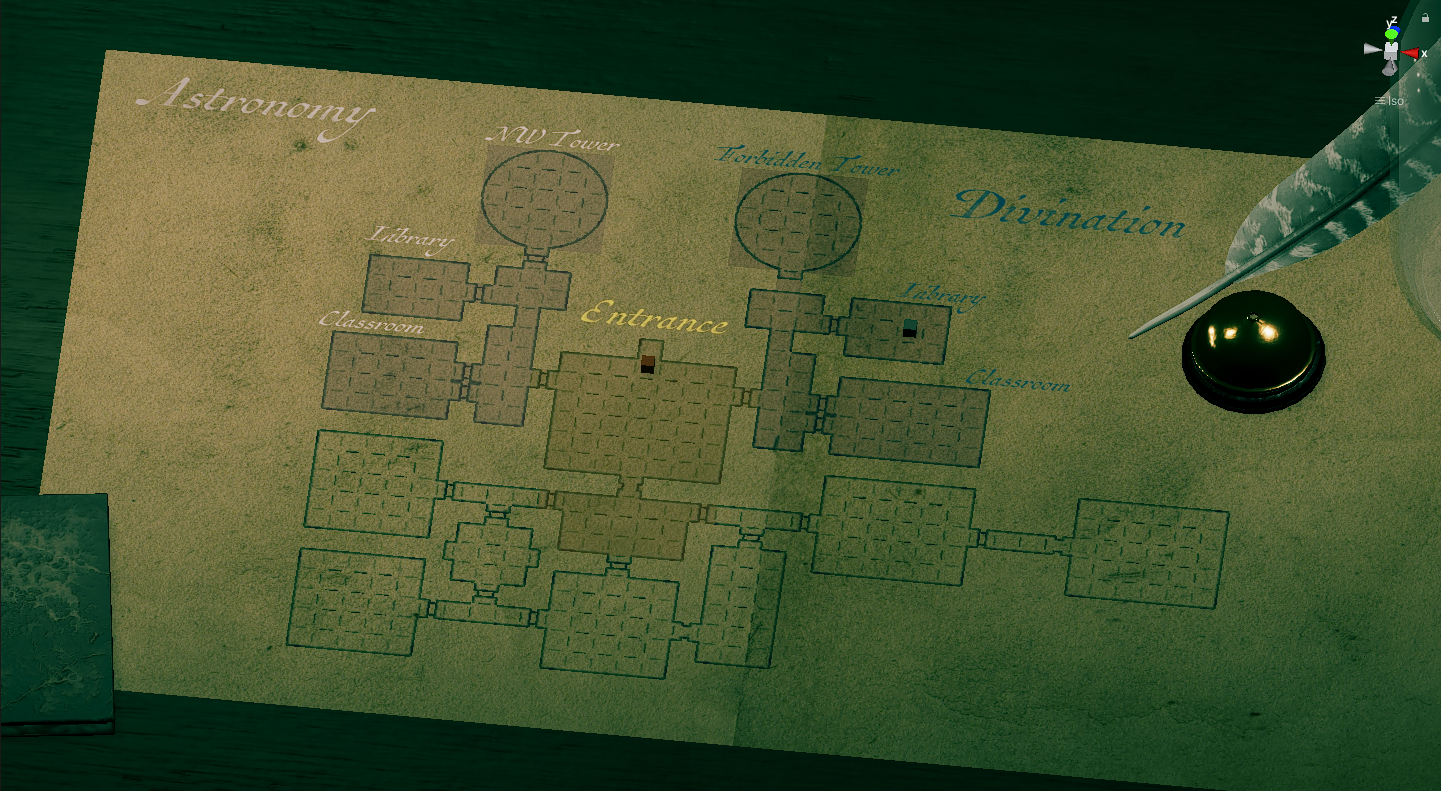 Astronomy
NW Tower
Forbidden Tower
Divination
Library
Library
Entrance
Classroom
Classroom
y z
x
Iso